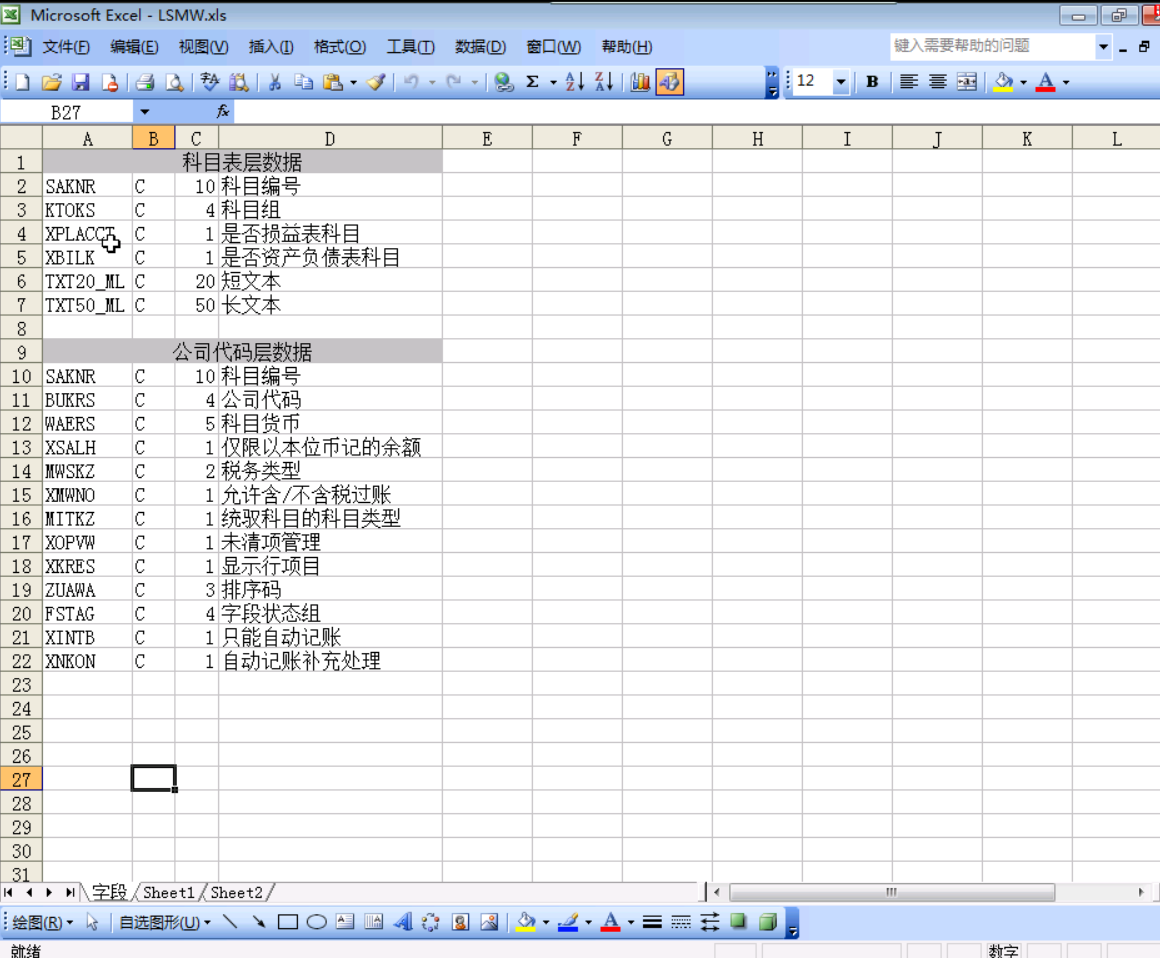 Microsoft Excel - LSMW.xls
文件(F) 编辑(E) 视图(V) 插入(I) 格式(O) 工具(T) 数据(D) 窗口(W) 帮助(H) 键入需要帮助的问题
12 B A
B27 fx
A B C D E F G H I J K L
1 科目表层数据
2 SAKNR C 10 科目编号
3 KTOKS C 4 科目组
4 XPLACCT C 1 是否损益表科目
5 XBILK C 1 是否资产负债表科目
6 TXT20_ML C 20 短文本
7 TXT50_ML C 50 长文本
8
9 公司代码层数据
10 SAKNR C 10 科目编号
11 BUKRS C 4 公司代码
12 WAERS C 5 科目货币
13 XSALH C 1 仅限以本位币记的余额
14 MWSKZ C 2 税务类型
15 XMWNO C 1 允许含/不含税过账
16 MITKZ C 1 统驭科目的科目类型
17 XOPVW C 1 未清项管理
18 XKRES C 1 显示行项目
19 ZUAWA C 3 排序码
20 FSTAG C 4 字段状态组
21 XINTB C 1 只能自动记账
22 XNKON C 1 自动记账补充处理
23
24
25
26
27
28
29
30
31
字段 Sheet1 Sheet2
绘图(R) 自选图形(U)
就绪 数字